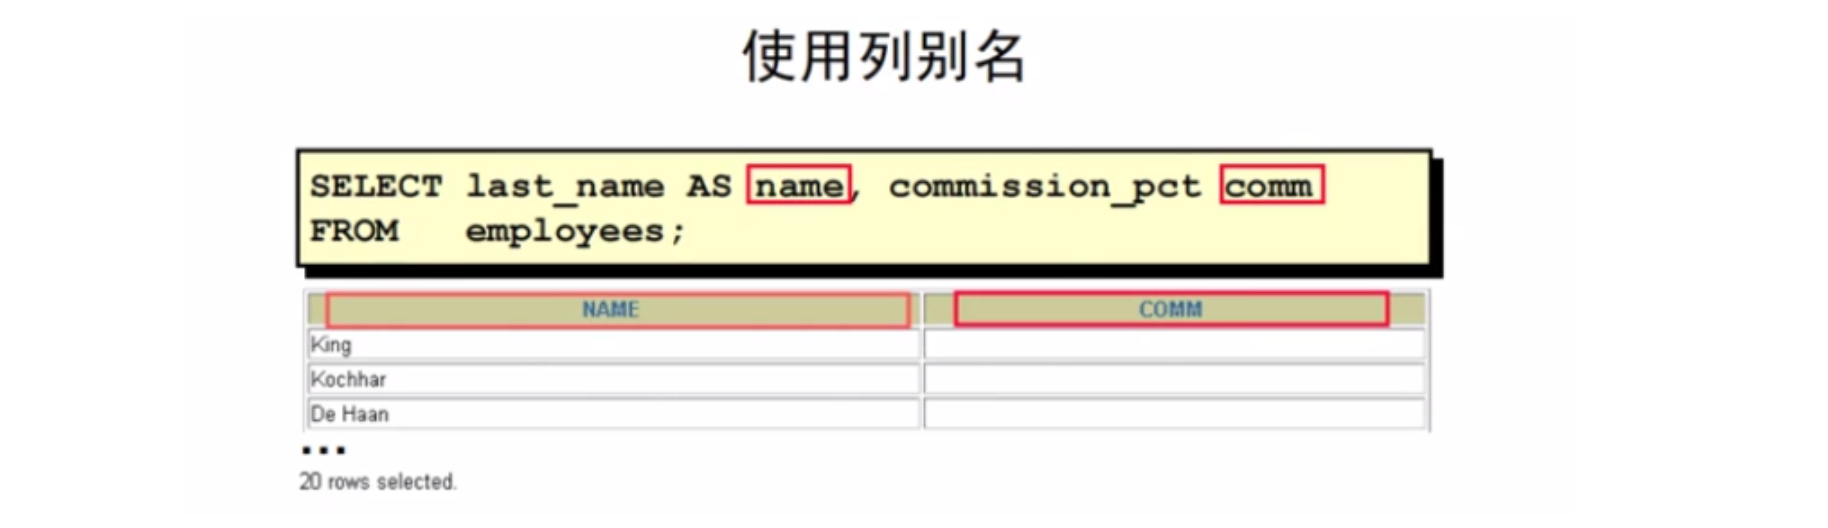 使用列别名
SELECT last_name AS name, commission_pct comm
FROM employees;
NAME COMM
King
Kochhar
De Haan
...
20 rows selected.